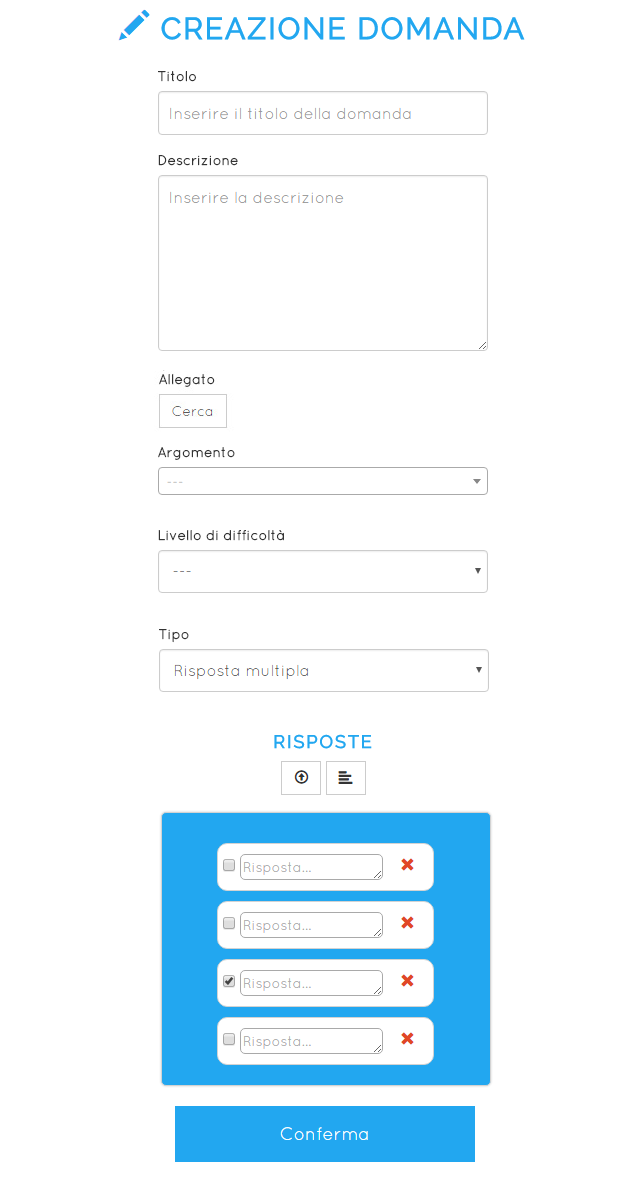 CREAZIONE DOMANDA
Titolo
Inserire il titolo della domanda
Descrizione
Inserire la descrizione
Allegato
Cerca
Argomento
---
Livello di difficoltà
---
Tipo
Risposta multipla
RISPOSTE
Risposta...
Risposta...
Risposta...
Risposta...
Conferma